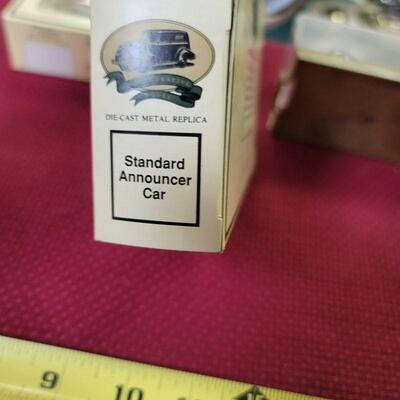 DIE-CAST METAL REPLICA
Standard
Announcer
Car
9
10